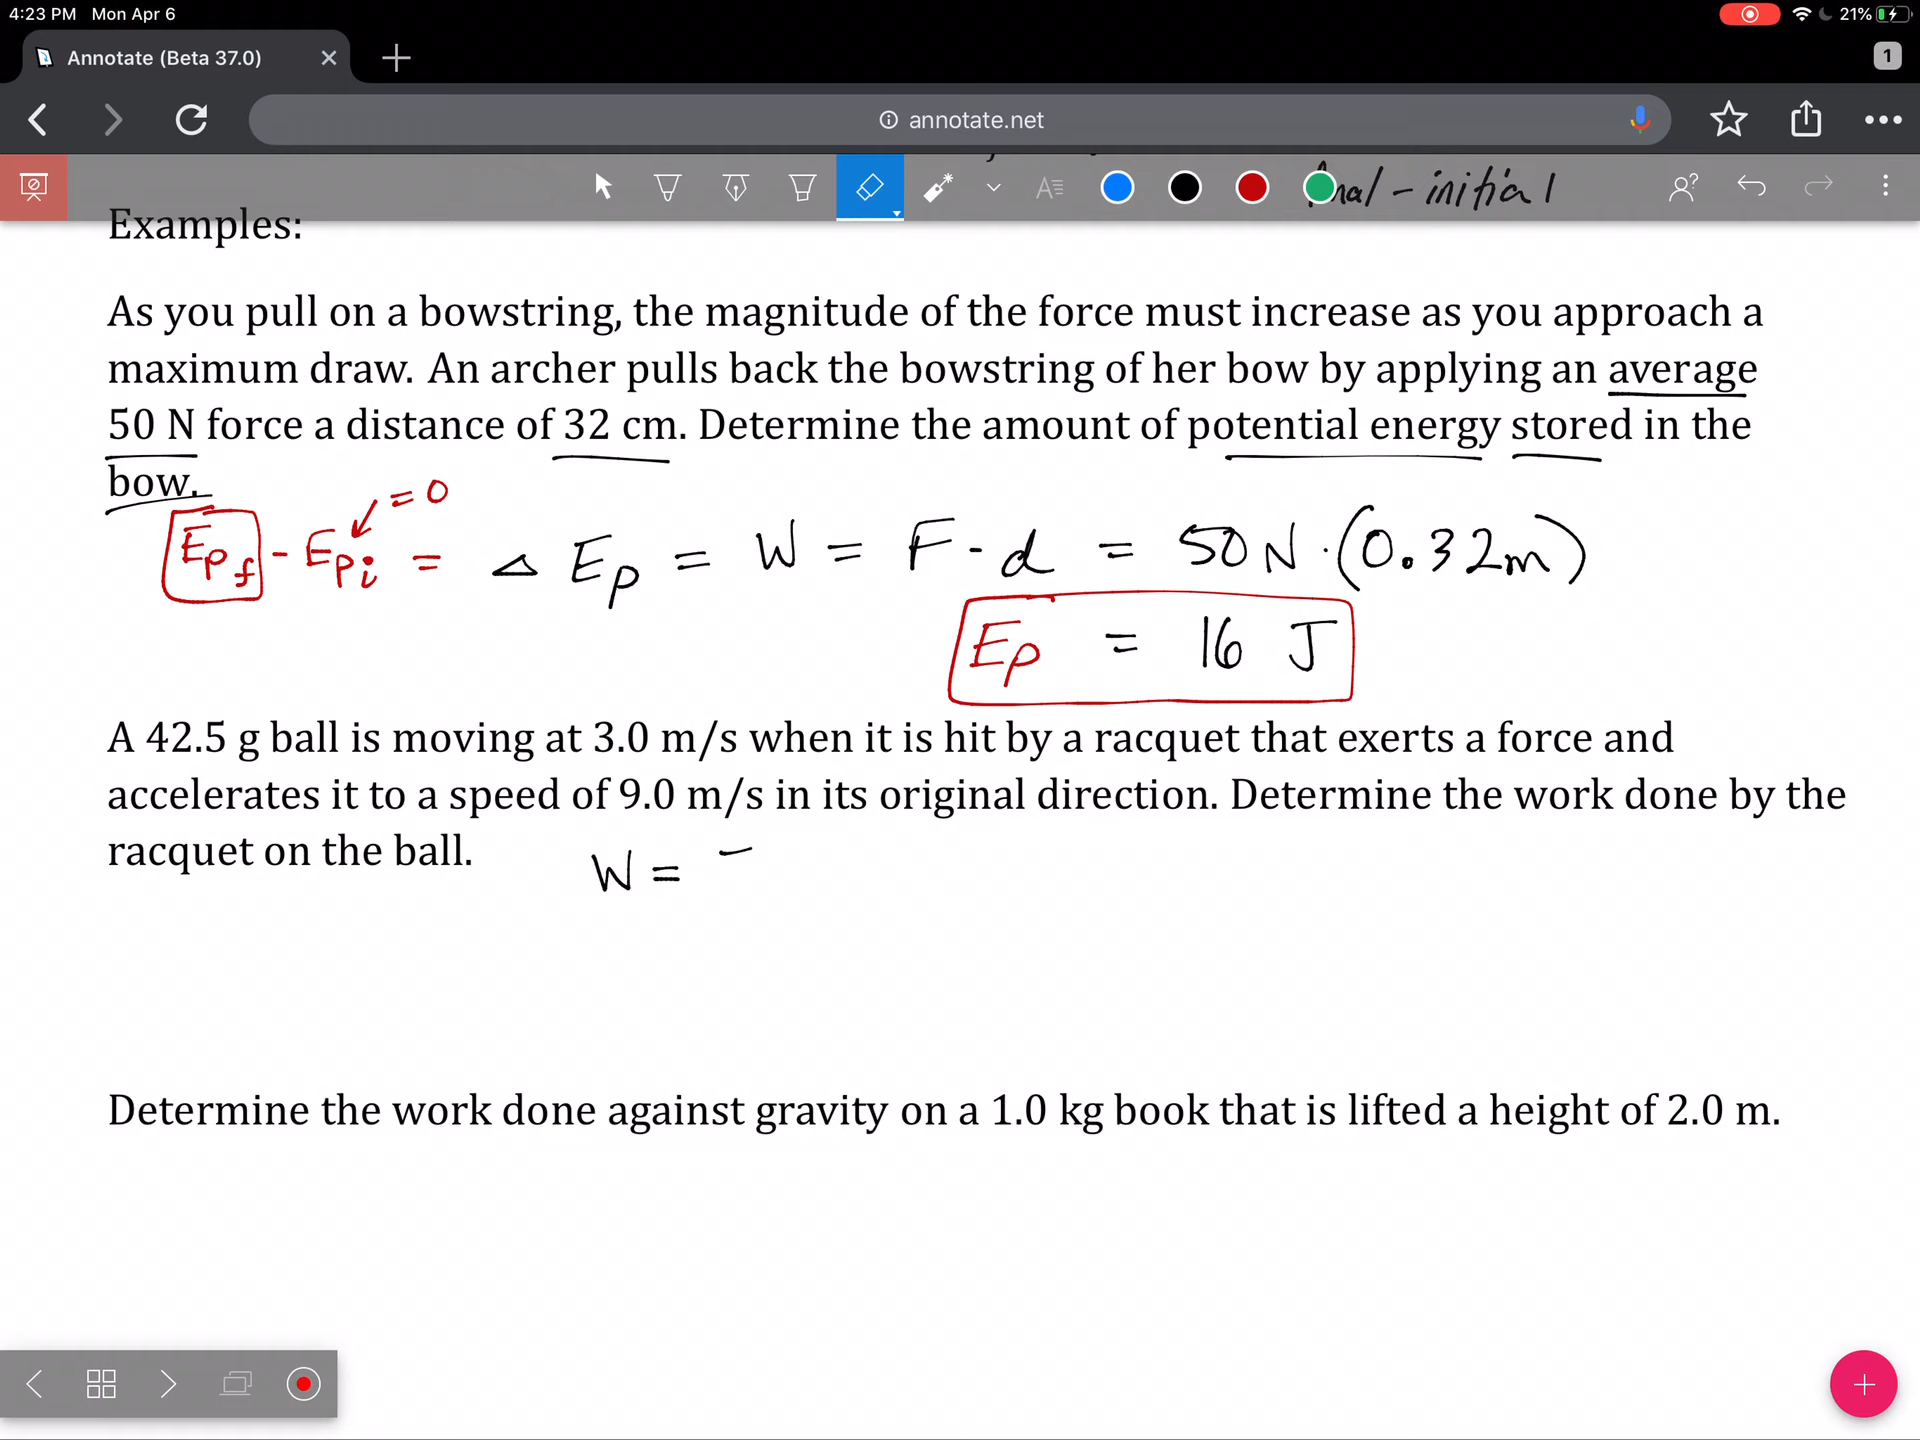 4:23 PM Mon Apr 6
21%
Annotate (Beta 37.0)
1
annotate.net
final - initial
Examples:
As you pull on a bowstring, the magnitude of the force must increase as you approach a
maximum draw. An archer pulls back the bowstring of her bow by applying an average
50 N force a distance of 32 cm. Determine the amount of potential energy stored in the
bow.
= 0
Epf - Epi = △ Ep = W = F · d = 50 N · (0.32m)
Ep = 16 J
A 42.5 g ball is moving at 3.0 m/s when it is hit by a racquet that exerts a force and
accelerates it to a speed of 9.0 m/s in its original direction. Determine the work done by the
racquet on the ball.
W =
Determine the work done against gravity on a 1.0 kg book that is lifted a height of 2.0 m.